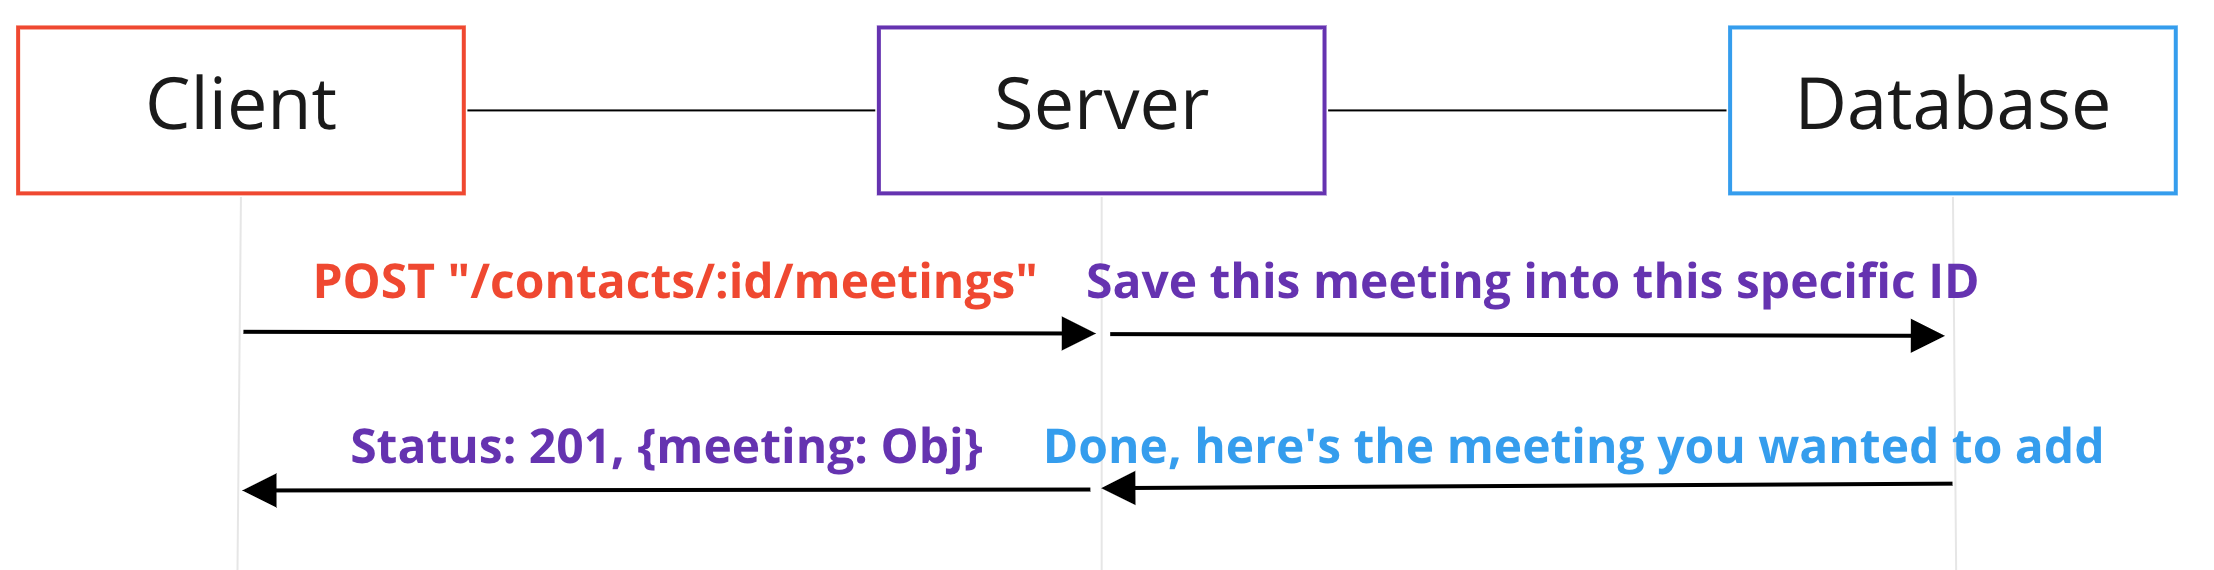 Client
Server
Database
POST "/contacts/:id/meetings"
Save this meeting into this specific ID
Status: 201, {meeting: Obj}
Done, here's the meeting you wanted to add